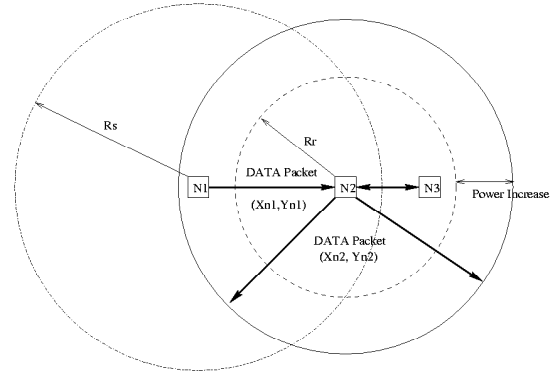 Rs
Rr
DATA Packet
N1
N2
N3
Power Increase
(Xn1,Yn1)
DATA Packet
(Xn2, Yn2)